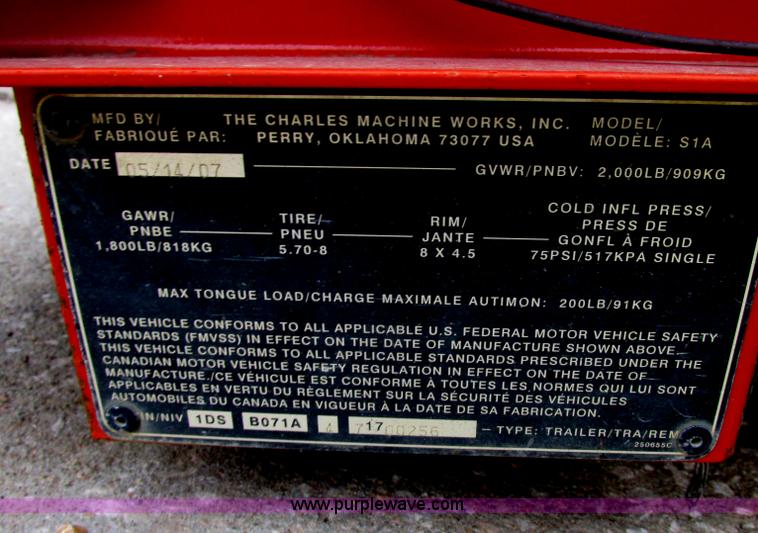 MFD BY/ THE CHARLES MACHINE WORKS, INC. MODEL/
FABRIQUÉ PAR: PERRY, OKLAHOMA 73077 USA MODÈLE: S1A
DATE 05/14/07 GVWR/PNBV: 2,000LB/909KG
GAWR/ TIRE/ RIM/ COLD INFL PRESS/
PNBE PNEU JANTE PRESS DE
1,800LB/818KG 5.70-8 8 X 4.5 GONFL À FROID
75PSI/517KPA SINGLE
MAX TONGUE LOAD/CHARGE MAXIMALE AUTIMON: 200LB/91KG
THIS VEHICLE CONFORMS TO ALL APPLICABLE U.S. FEDERAL MOTOR VEHICLE SAFETY
STANDARDS (FMVSS) IN EFFECT ON THE DATE OF MANUFACTURE SHOWN ABOVE.
THIS VEHICLE CONFORMS TO ALL APPLICABLE STANDARDS PRESCRIBED UNDER THE
CANADIAN MOTOR VEHICLE SAFETY REGULATION IN EFFECT ON THE DATE OF
MANUFACTURE./CE VÉHICULE EST CONFORME À TOUTES LES NORMES QUI LUI SONT
APPLICABLES EN VERTU DU RÈGLEMENT SUR LA SÉCURITÉ DES VÉHICULES
AUTOMOBILES DU CANADA EN VIGUEUR À LA DATE DE SA FABRICATION.
IN/NIV 1DS B071A 4 7 17 00256 - TYPE: TRAILER/TRA/REM
250655C
www.purplewave.com